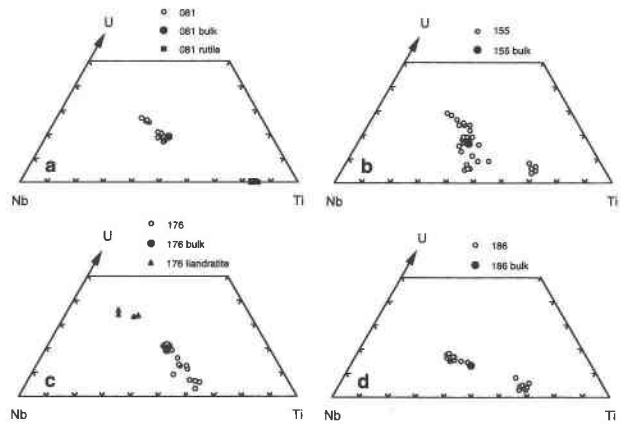 U
081
081 bulk
081 rutile
a
Nb
Ti
U
155
155 bulk
b
Nb
Ti
U
176
176 bulk
176 liandratite
c
Nb
Ti
U
186
186 bulk
d
Nb
Ti